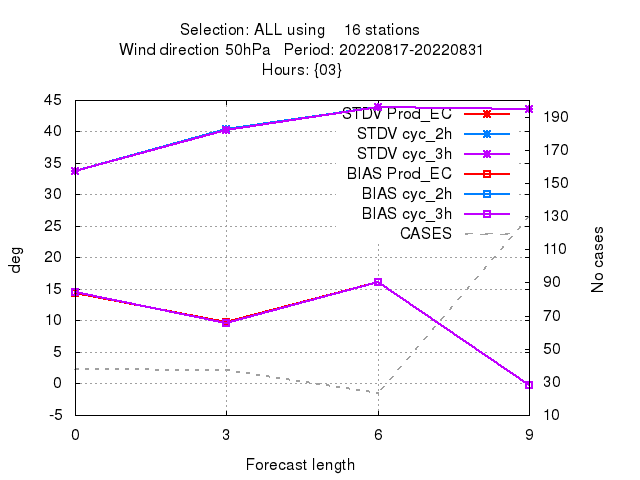 Selection: ALL using 16 stations
Wind direction 50hPa Period: 20220817-20220831
Hours: {03}
45
40
35
30
25
20
15
10
5
0
-5
deg
STDV Prod_EC
STDV cyc_2h
STDV cyc_3h
BIAS Prod_EC
BIAS cyc_2h
BIAS cyc_3h
CASES
190
170
150
130
110
90
70
50
30
10
No cases
0 3 6 9
Forecast length